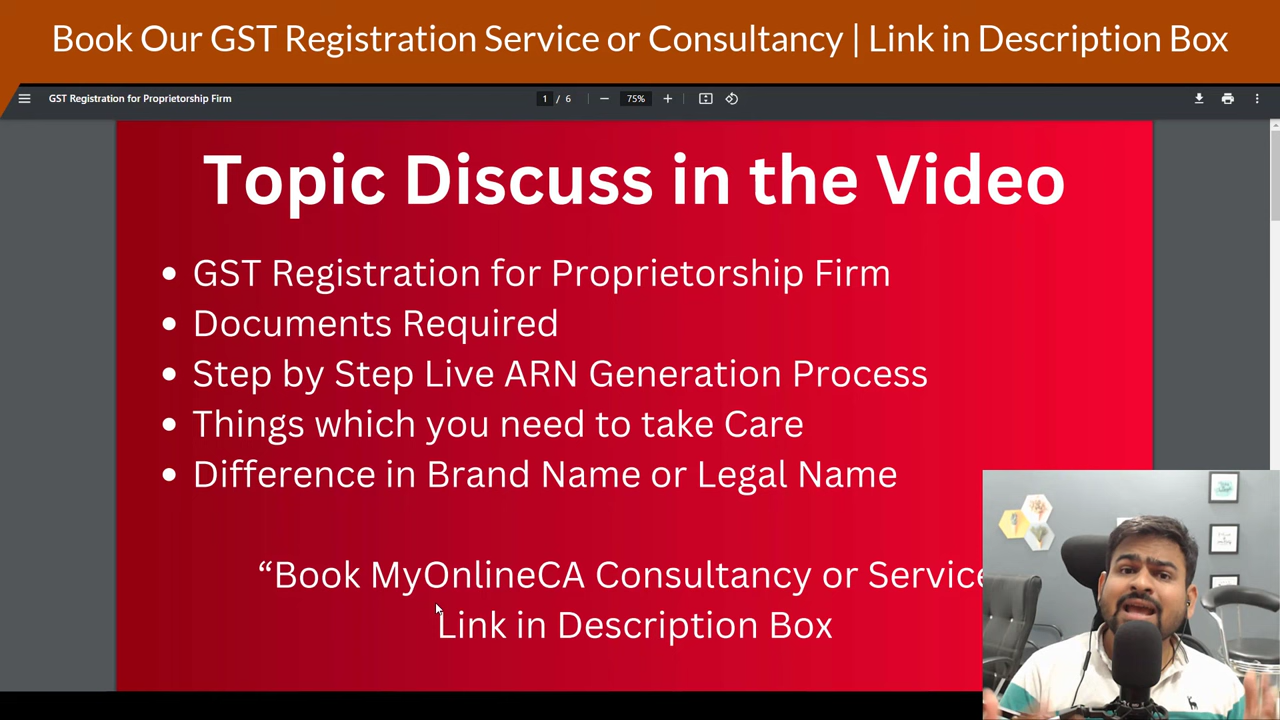 Book Our GST Registration Service or Consultancy | Link in Description Box
GST Registration for Proprietorship Firm
1 / 6
75%
Topic Discuss in the Video
• GST Registration for Proprietorship Firm
• Documents Required
• Step by Step Live ARN Generation Process
• Things which you need to take Care
• Difference in Brand Name or Legal Name
“Book MyOnlineCA Consultancy or Service
Link in Description Box